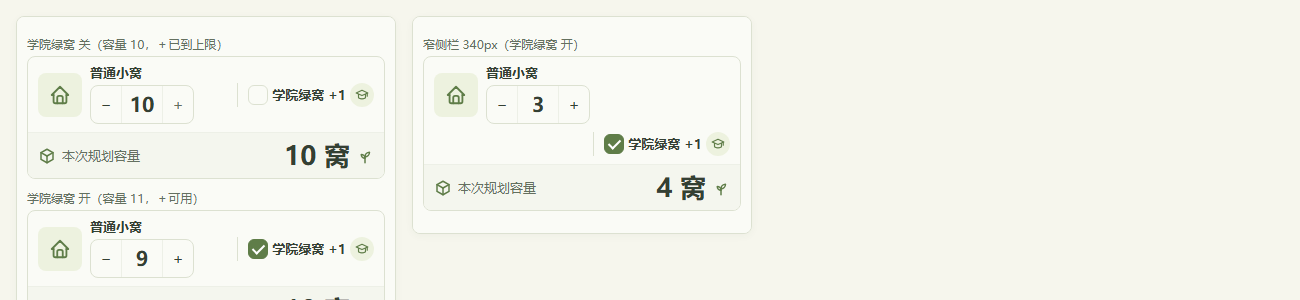 学院绿窝 关（容量 10， + 已到上限）
普通小窝
− 10 +
学院绿窝 +1
本次规划容量
10 窝
学院绿窝 开（容量 11， + 可用）
普通小窝
− 9 +
学院绿窝 +1
窄侧栏 340px（学院绿窝 开）
普通小窝
− 3 +
学院绿窝 +1
本次规划容量
4 窝